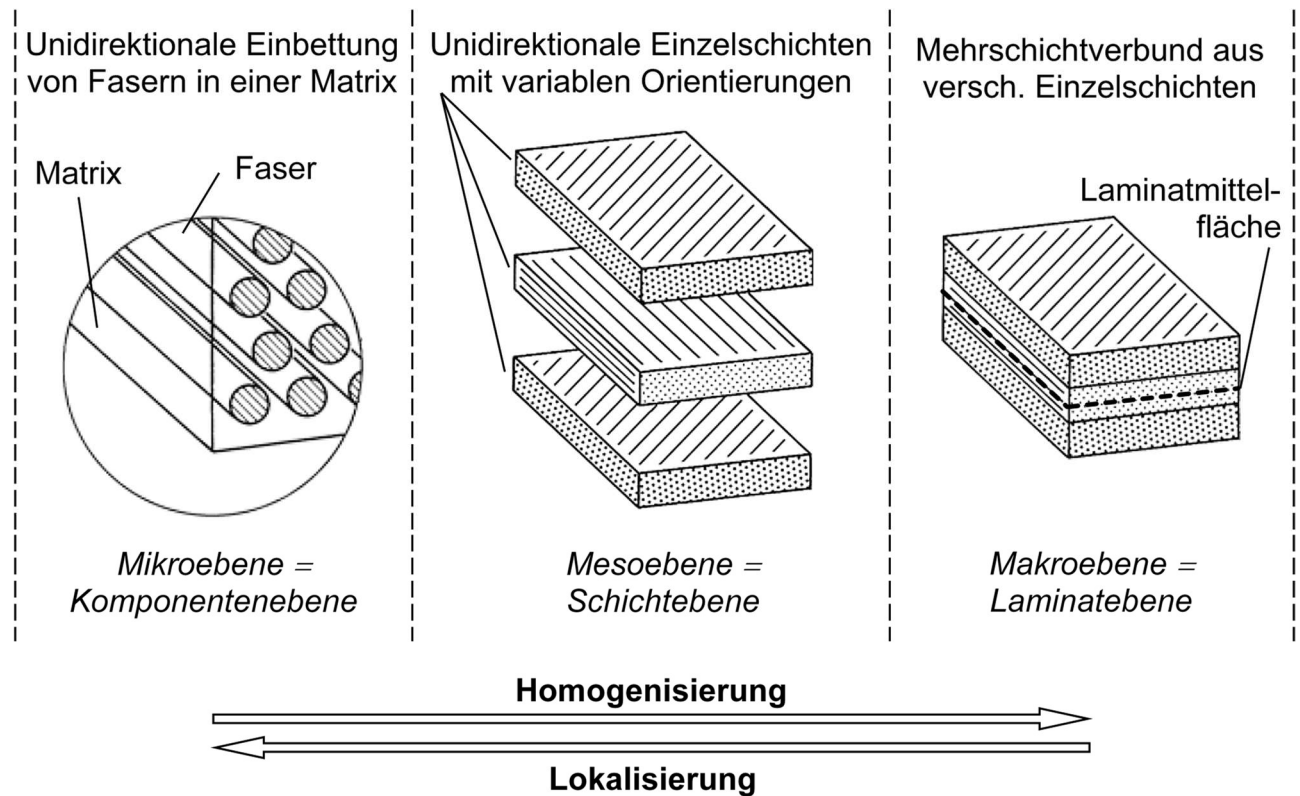 Unidirektionale Einbettung
von Fasern in einer Matrix
Matrix
Faser
Mikroebene =
Komponentenebene
Unidirektionale Einzelschichten
mit variablen Orientierungen
Mesoebene =
Schichtebene
Mehrschichtverbund aus
versch. Einzelschichten
Laminatmittel-
fläche
Makroebene =
Laminatebene
Homogenisierung
Lokalisierung